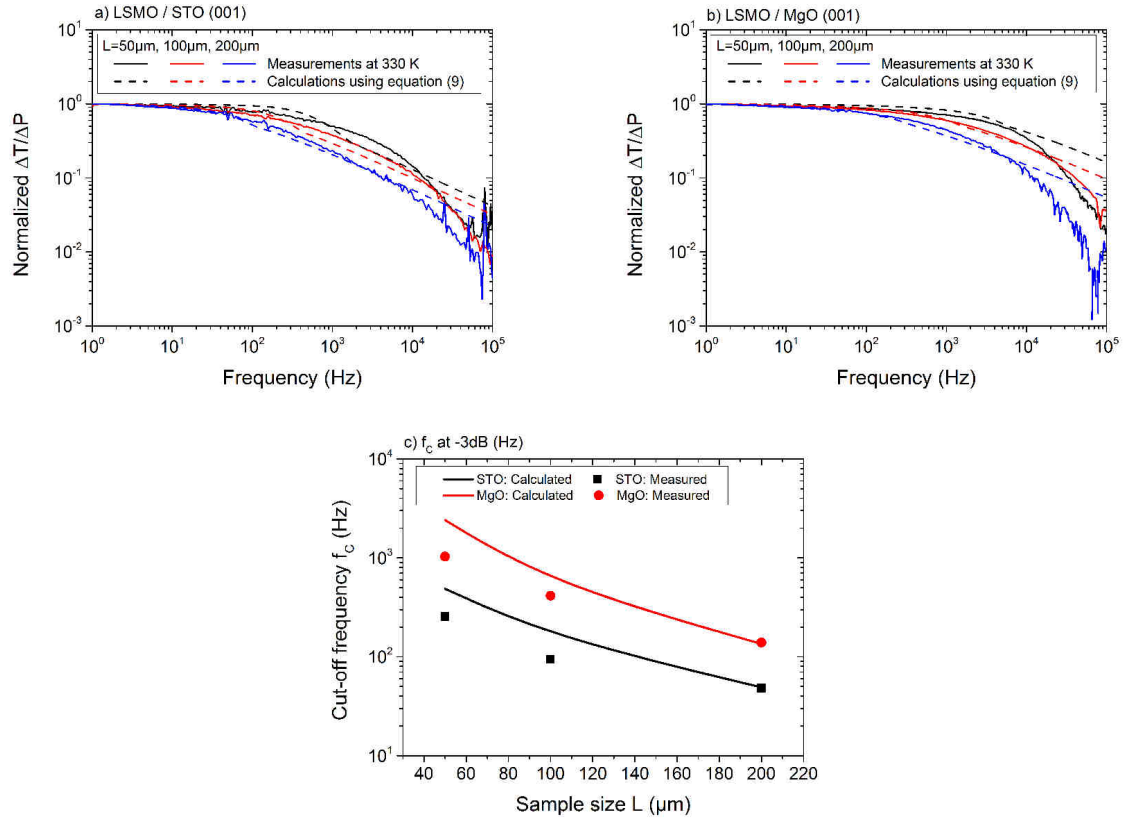 a) LSMO / STO (001)
L=50µm, 100µm, 200µm
Measurements at 330 K
Calculations using equation (9)
Normalized ΔT/ΔP
10¹
10⁰
10⁻¹
10⁻²
10⁻³
10⁰ 10¹ 10² 10³ 10⁴ 10⁵
Frequency (Hz)
b) LSMO / MgO (001)
L=50µm, 100µm, 200µm
Measurements at 330 K
Calculations using equation (9)
Normalized ΔT/ΔP
10¹
10⁰
10⁻¹
10⁻²
10⁻³
10⁰ 10¹ 10² 10³ 10⁴ 10⁵
Frequency (Hz)
c) f_C at -3dB (Hz)
STO: Calculated STO: Measured
MgO: Calculated MgO: Measured
Cut-off frequency f_C (Hz)
10⁴
10³
10²
10¹
40 60 80 100 120 140 160 180 200 220
Sample size L (µm)